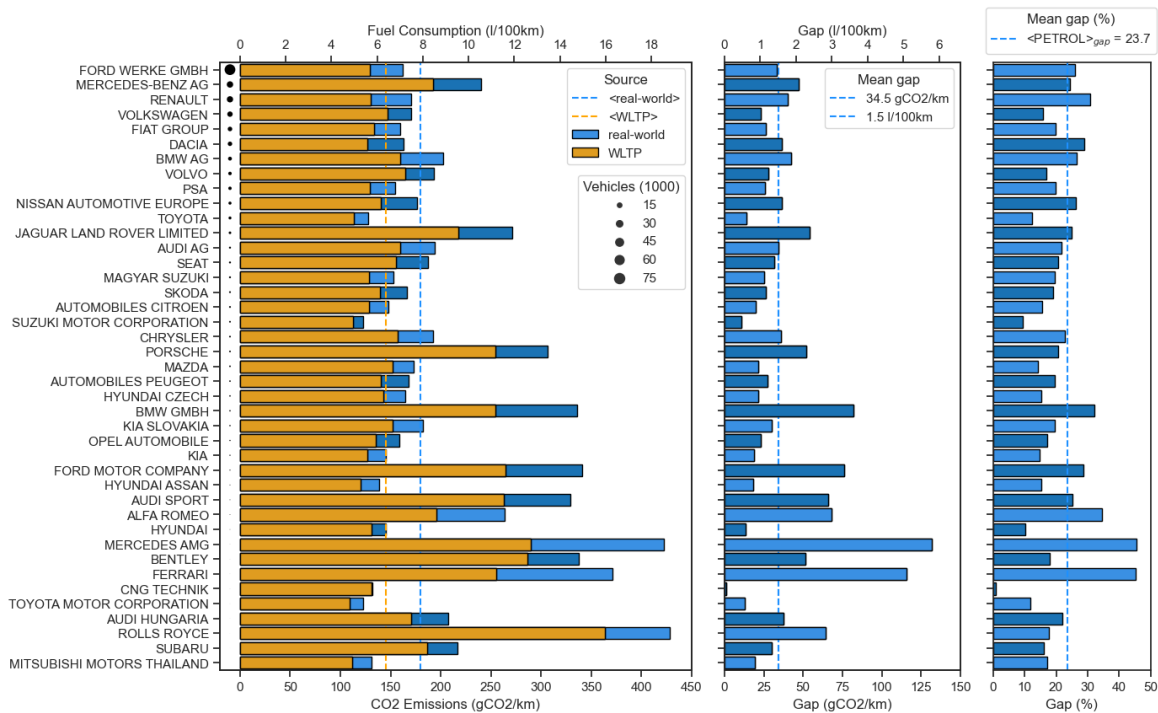 Fuel Consumption (l/100km)
0 2 4 6 8 10 12 14 16 18
Gap (l/100km)
0 1 2 3 4 5 6
Mean gap (%)
<PETROL>gap = 23.7
FORD WERKE GMBH
MERCEDES-BENZ AG
RENAULT
VOLKSWAGEN
FIAT GROUP
DACIA
BMW AG
VOLVO
PSA
NISSAN AUTOMOTIVE EUROPE
TOYOTA
JAGUAR LAND ROVER LIMITED
AUDI AG
SEAT
MAGYAR SUZUKI
SKODA
AUTOMOBILES CITROEN
SUZUKI MOTOR CORPORATION
CHRYSLER
PORSCHE
MAZDA
AUTOMOBILES PEUGEOT
HYUNDAI CZECH
BMW GMBH
KIA SLOVAKIA
OPEL AUTOMOBILE
KIA
FORD MOTOR COMPANY
HYUNDAI ASSAN
AUDI SPORT
ALFA ROMEO
HYUNDAI
MERCEDES AMG
BENTLEY
FERRARI
CNG TECHNIK
TOYOTA MOTOR CORPORATION
AUDI HUNGARIA
ROLLS ROYCE
SUBARU
MITSUBISHI MOTORS THAILAND
Source
<real-world>
<WLTP>
real-world
WLTP
Vehicles (1000)
15
30
45
60
75
Mean gap
34.5 gCO2/km
1.5 l/100km
0 50 100 150 200 250 300 350 400 450
CO2 Emissions (gCO2/km)
0 25 50 75 100 125 150
Gap (gCO2/km)
0 10 20 30 40 50
Gap (%)